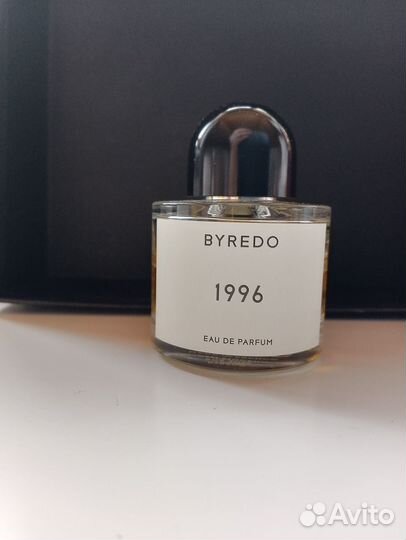 BYREDO
1996
EAU DE PARFUM
Avito